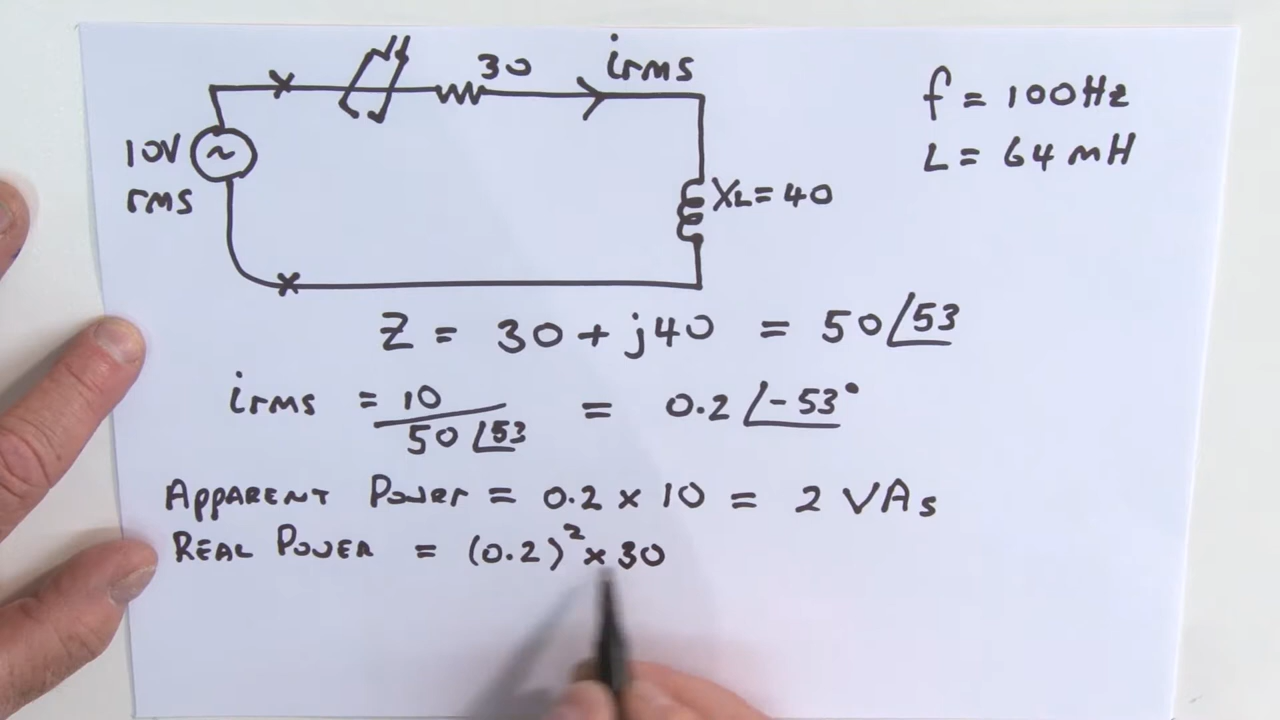 30 irms
f = 100Hz
10V
rms
L = 64 mH
XL = 40
Z = 30 + j40 = 50 ∠53
irms = 10 / 50 ∠53 = 0.2 ∠-53°
APPARENT POWER = 0.2 × 10 = 2 VAs
REAL POWER = (0.2)² × 30